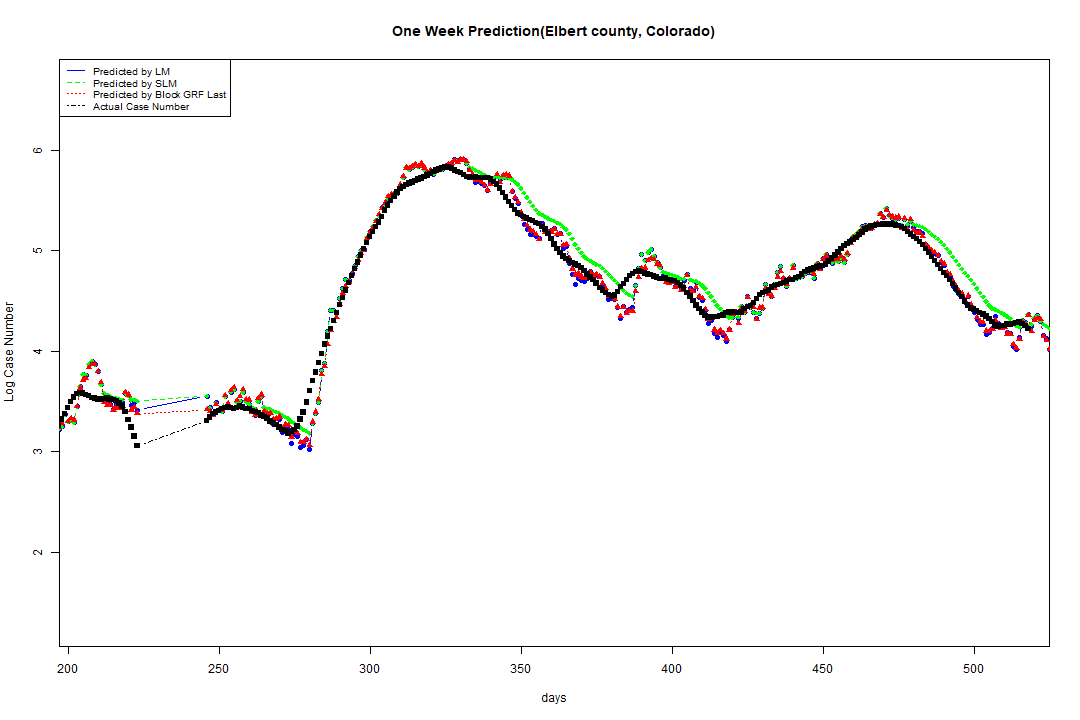 One Week Prediction(Elbert county, Colorado)
Predicted by LM
Predicted by SLM
Predicted by Block GRF Last
Actual Case Number
6
5
4
3
2
Log Case Number
200 250 300 350 400 450 500
days